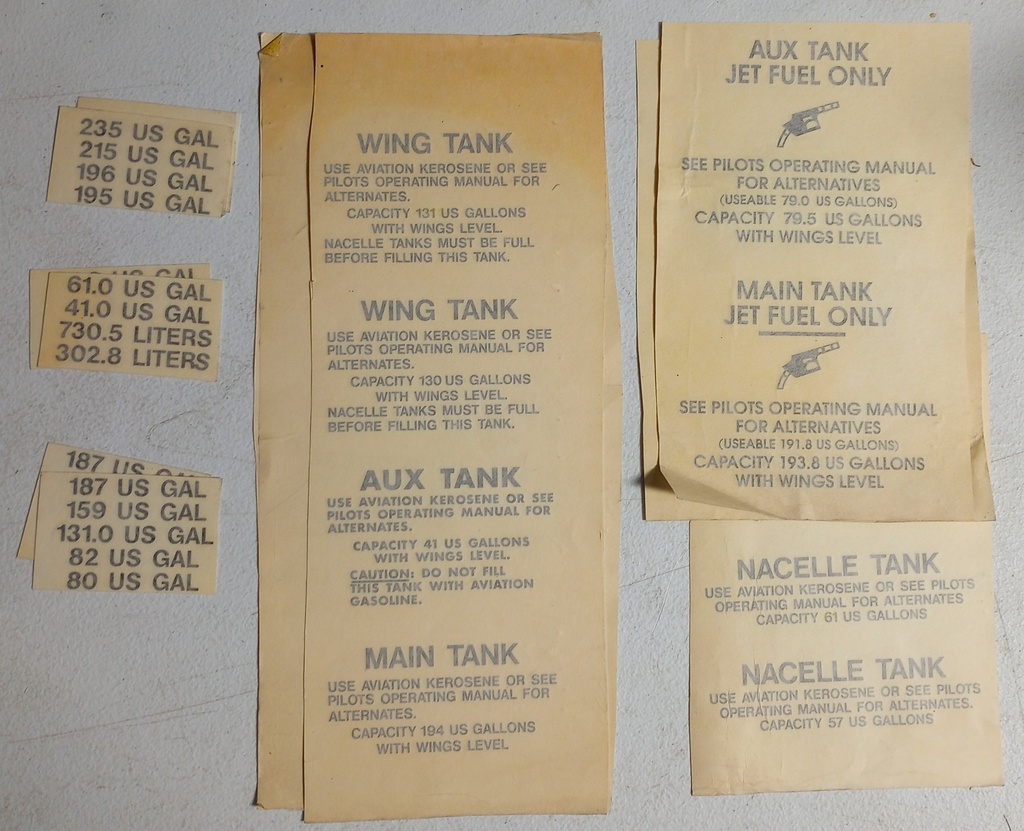 235 US GAL
215 US GAL
196 US GAL
195 US GAL
US GAL
61.0 US GAL
41.0 US GAL
730.5 LITERS
302.8 LITERS
187 US GAL
187 US GAL
159 US GAL
131.0 US GAL
82 US GAL
80 US GAL
WING TANK
USE AVIATION KEROSENE OR SEE
PILOTS OPERATING MANUAL FOR
ALTERNATES.
CAPACITY 131 US GALLONS
WITH WINGS LEVEL.
NACELLE TANKS MUST BE FULL
BEFORE FILLING THIS TANK.
WING TANK
USE AVIATION KEROSENE OR SEE
PILOTS OPERATING MANUAL FOR
ALTERNATES.
CAPACITY 130 US GALLONS
WITH WINGS LEVEL.
NACELLE TANKS MUST BE FULL
BEFORE FILLING THIS TANK.
AUX TANK
USE AVIATION KEROSENE OR SEE
PILOTS OPERATING MANUAL FOR
ALTERNATES.
CAPACITY 41 US GALLONS
WITH WINGS LEVEL.
CAUTION: DO NOT FILL
THIS TANK WITH AVIATION
GASOLINE.
MAIN TANK
USE AVIATION KEROSENE OR SEE
PILOTS OPERATING MANUAL FOR
ALTERNATES.
CAPACITY 194 US GALLONS
WITH WINGS LEVEL
AUX TANK
JET FUEL ONLY
SEE PILOTS OPERATING MANUAL
FOR ALTERNATIVES
(USEABLE 79.0 US GALLONS)
CAPACITY 79.5 US GALLONS
WITH WINGS LEVEL
MAIN TANK
JET FUEL ONLY
SEE PILOTS OPERATING MANUAL
FOR ALTERNATIVES
(USEABLE 191.8 US GALLONS)
CAPACITY 193.8 US GALLONS
WITH WINGS LEVEL
NACELLE TANK
USE AVIATION KEROSENE OR SEE PILOTS
OPERATING MANUAL FOR ALTERNATES
CAPACITY 61 US GALLONS
NACELLE TANK
USE AVIATION KEROSENE OR SEE PILOTS
OPERATING MANUAL FOR ALTERNATES.
CAPACITY 57 US GALLONS